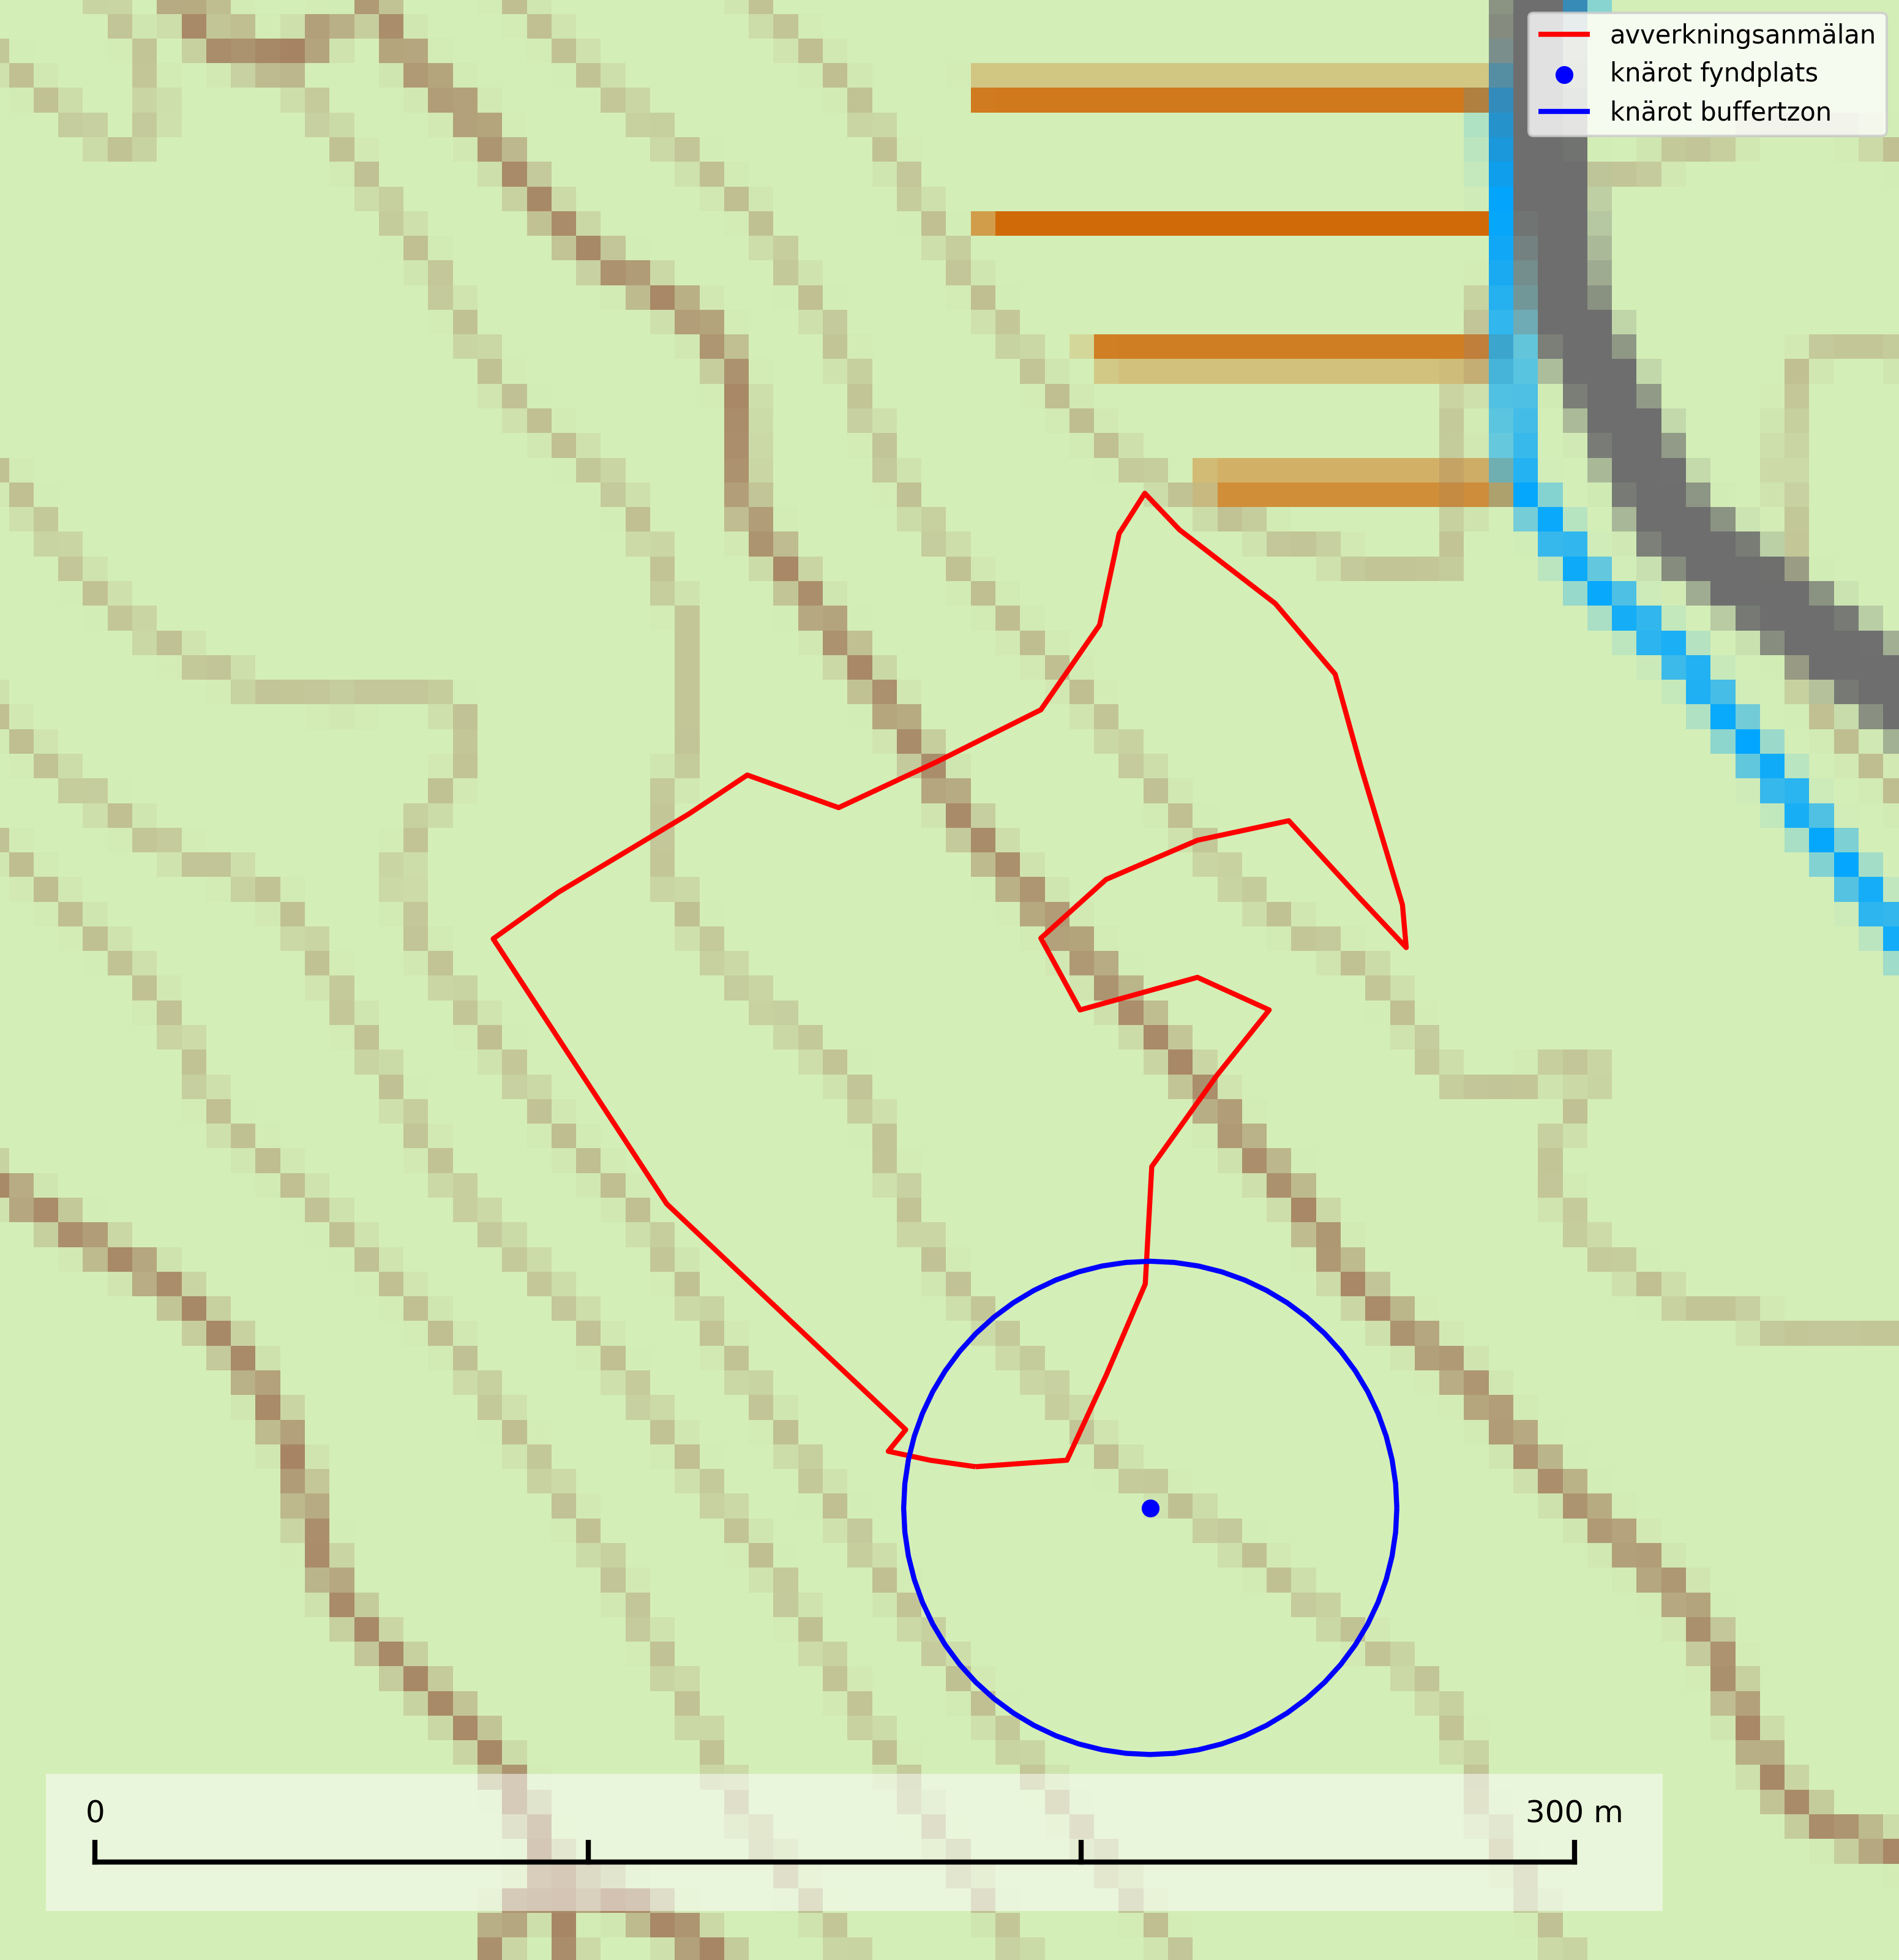 avverkningsanmälan
knärot fyndplats
knärot buffertzon
0
300 m